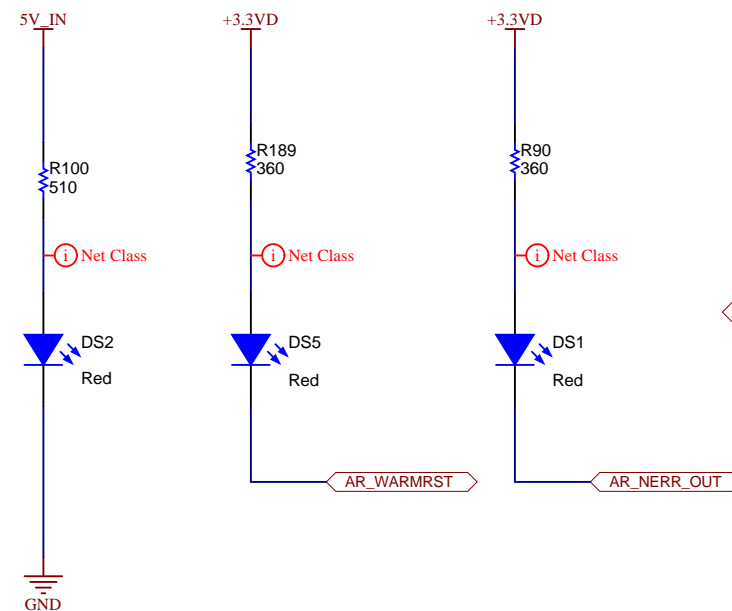 5V_IN
+3.3VD
+3.3VD
R100
510
R189
360
R90
360
i Net Class
i Net Class
i Net Class
DS2
Red
DS5
Red
DS1
Red
AR_WARMRST
AR_NERR_OUT
GND